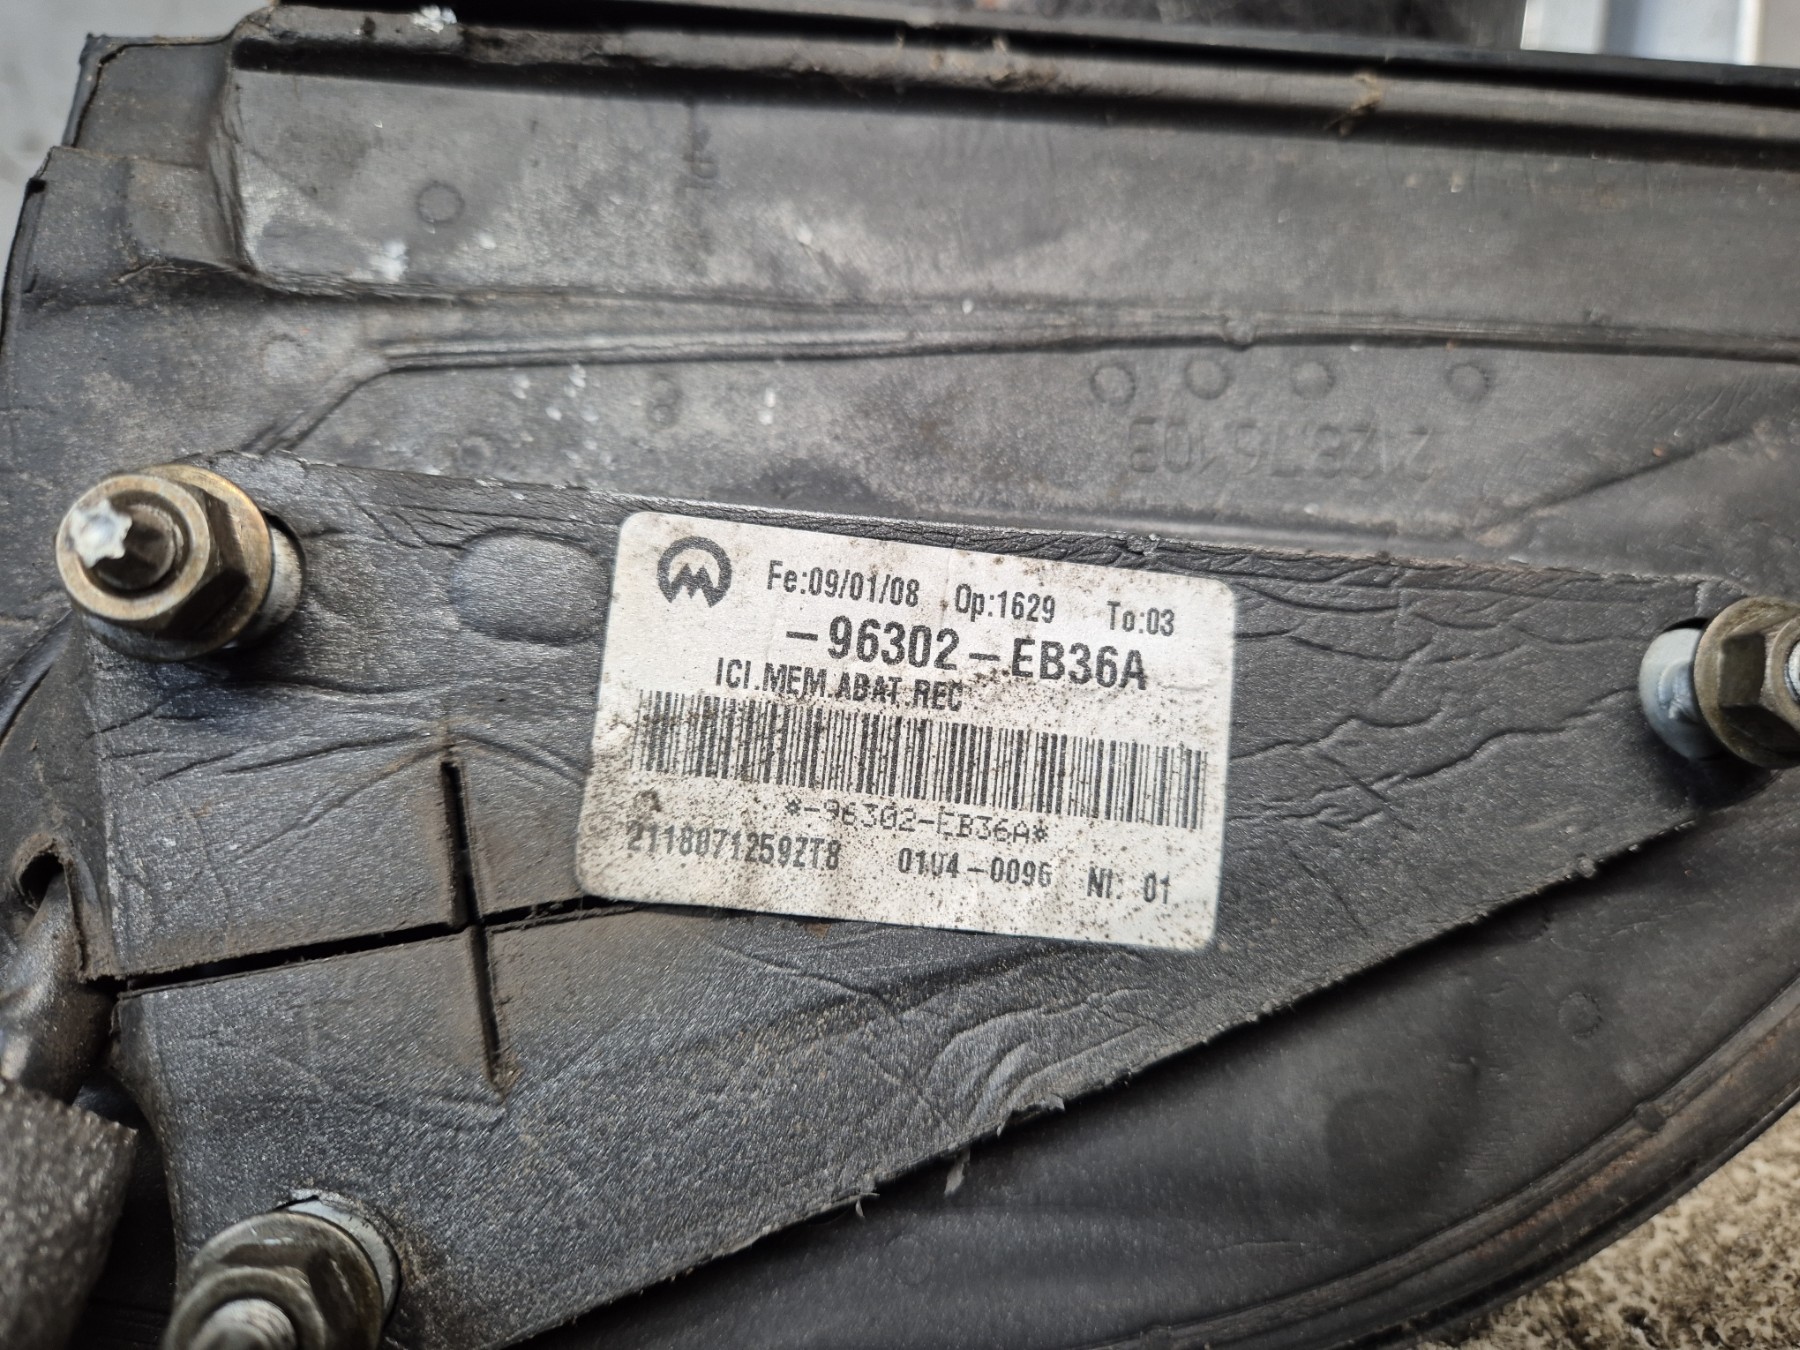 Fe:09/01/08 Op:1629 To:03
-96302-EB36A
ICI.MEM.ABAT.REC
*-96302-EB36A*
2118071259ZT8 01U4-0096 NI: 01